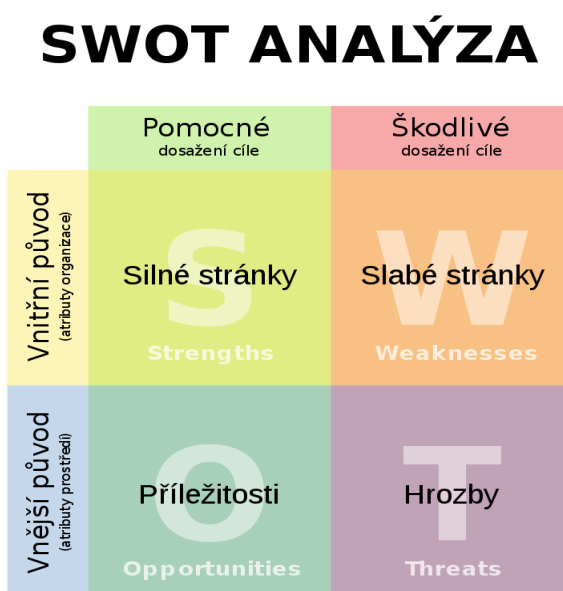 SWOT ANALÝZA
Pomocné
dosažení cíle
Škodlivé
dosažení cíle
Vnitřní původ
(atributy organizace)
S
Silné stránky
Strengths
W
Slabé stránky
Weaknesses
Vnější původ
(atributy prostředí)
O
Příležitosti
Opportunities
T
Hrozby
Threats